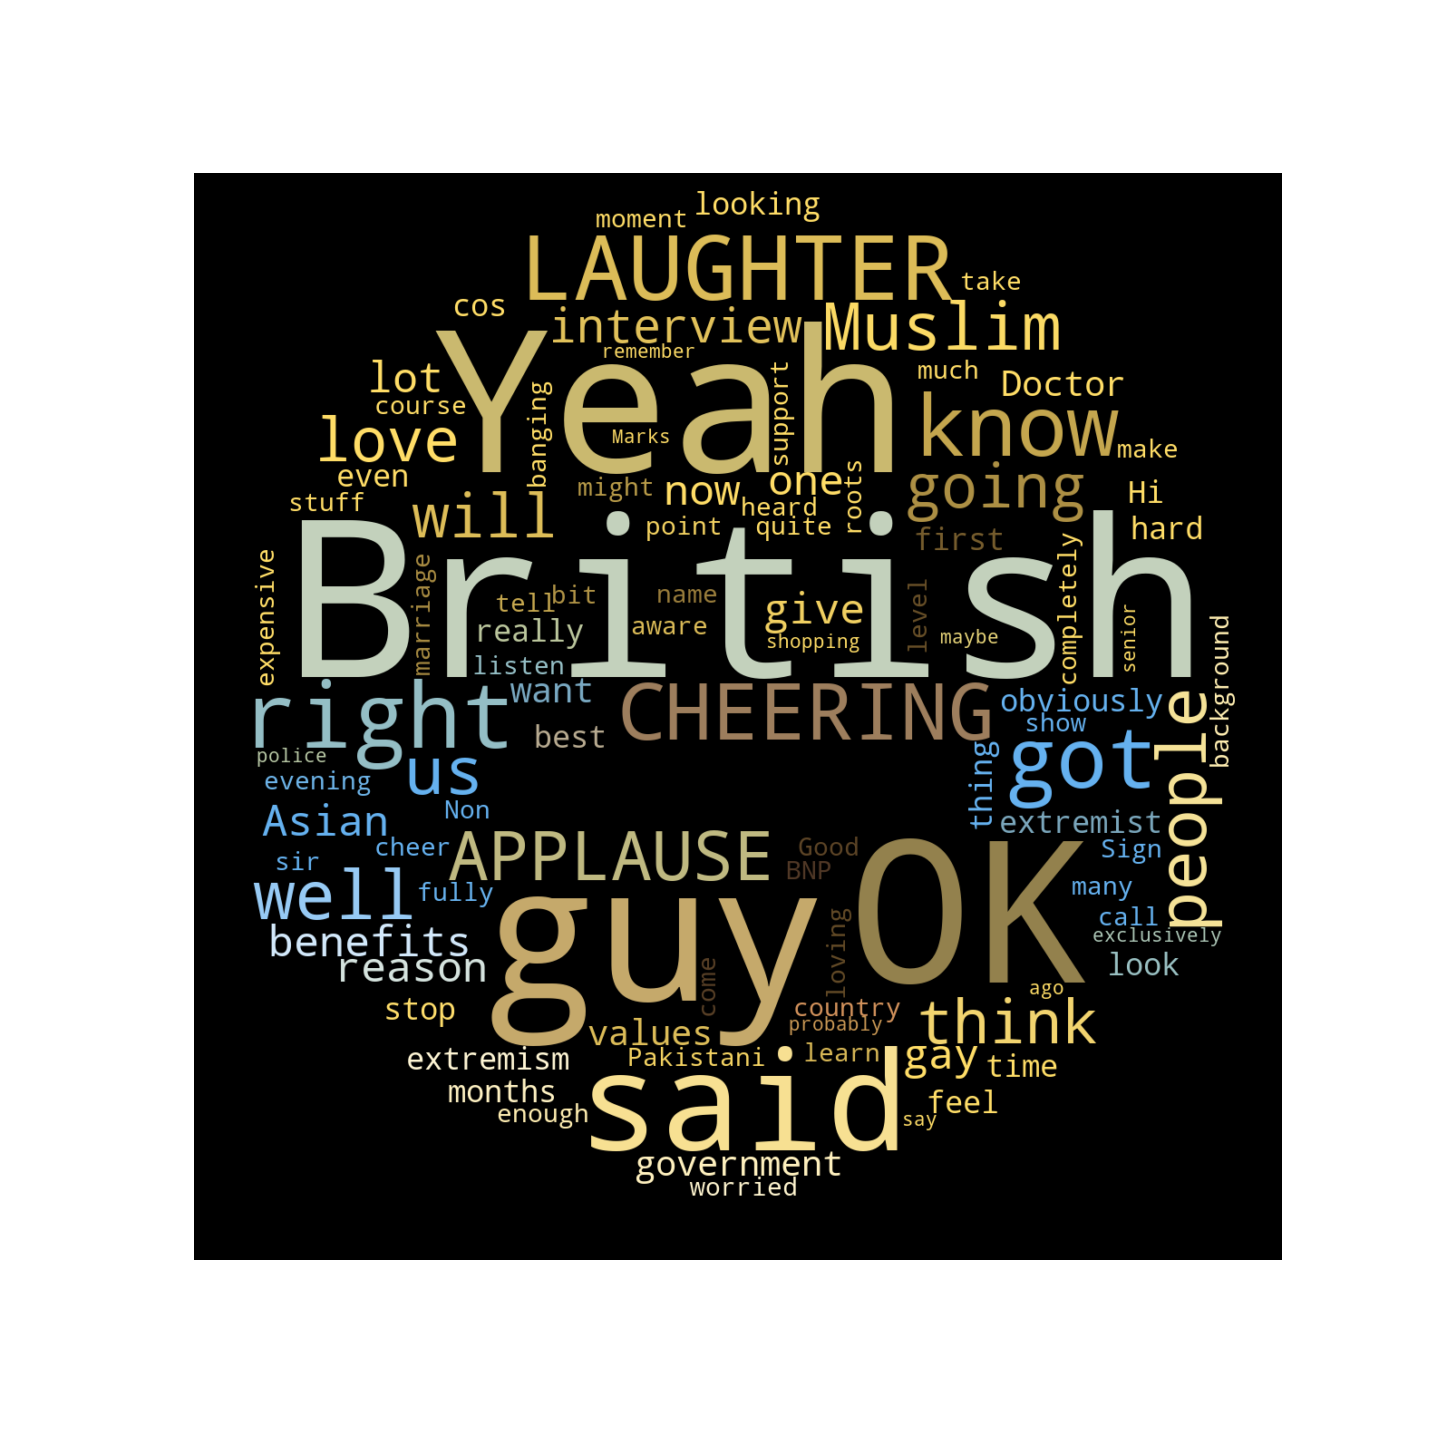 looking
moment
LAUGHTER
take
cos
interview
Muslim
remember
Yeah
lot
much
Doctor
course
banging
support
know
love
Marks
make
even
might
now
one
going
Hi
stuff
will
heard
roots
point
quite
hard
first
British
expensive
marriage
tell
bit
name
give
level
completely
really
aware
shopping
maybe
senior
background
listen
right
want
CHEERING
obviously
people
show
best
police
us
thing
got
evening
Asian
Non
extremist
cheer
APPLAUSE
Good
Sign
sir
BNP
OK
well
fully
guy
many
call
benefits
loving
exclusively
reason
come
look
stop
country
ago
values
probably
think
extremism
Pakistani
learn
gay
time
months
said
feel
enough
say
government
worried